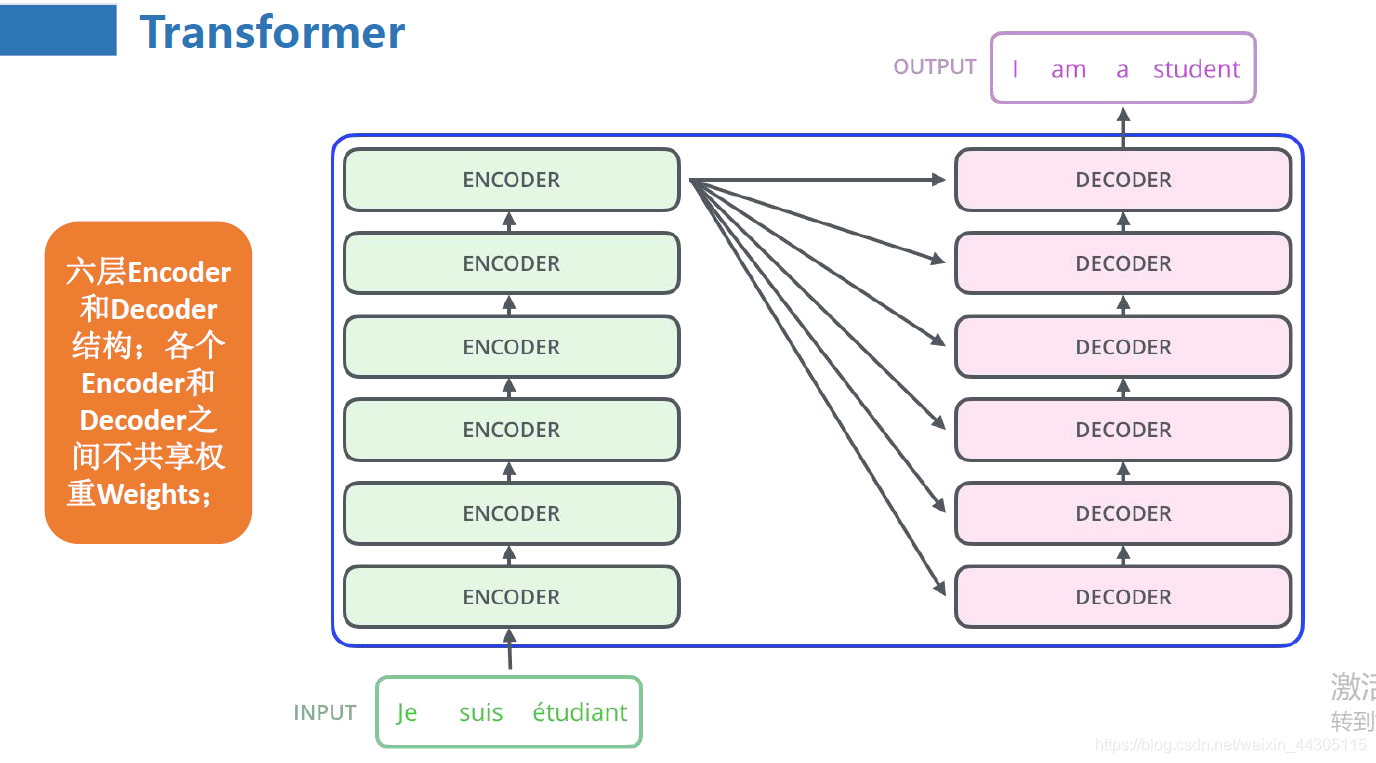 Transformer
OUTPUT
I am a student
ENCODER
ENCODER
ENCODER
ENCODER
ENCODER
ENCODER
DECODER
DECODER
DECODER
DECODER
DECODER
DECODER
六层Encoder
和Decoder
结构；各个
Encoder和
Decoder之
间不共享权
重Weights；
INPUT
Je suis étudiant
激活
转到
https://blog.csdn.net/weixin_44305115